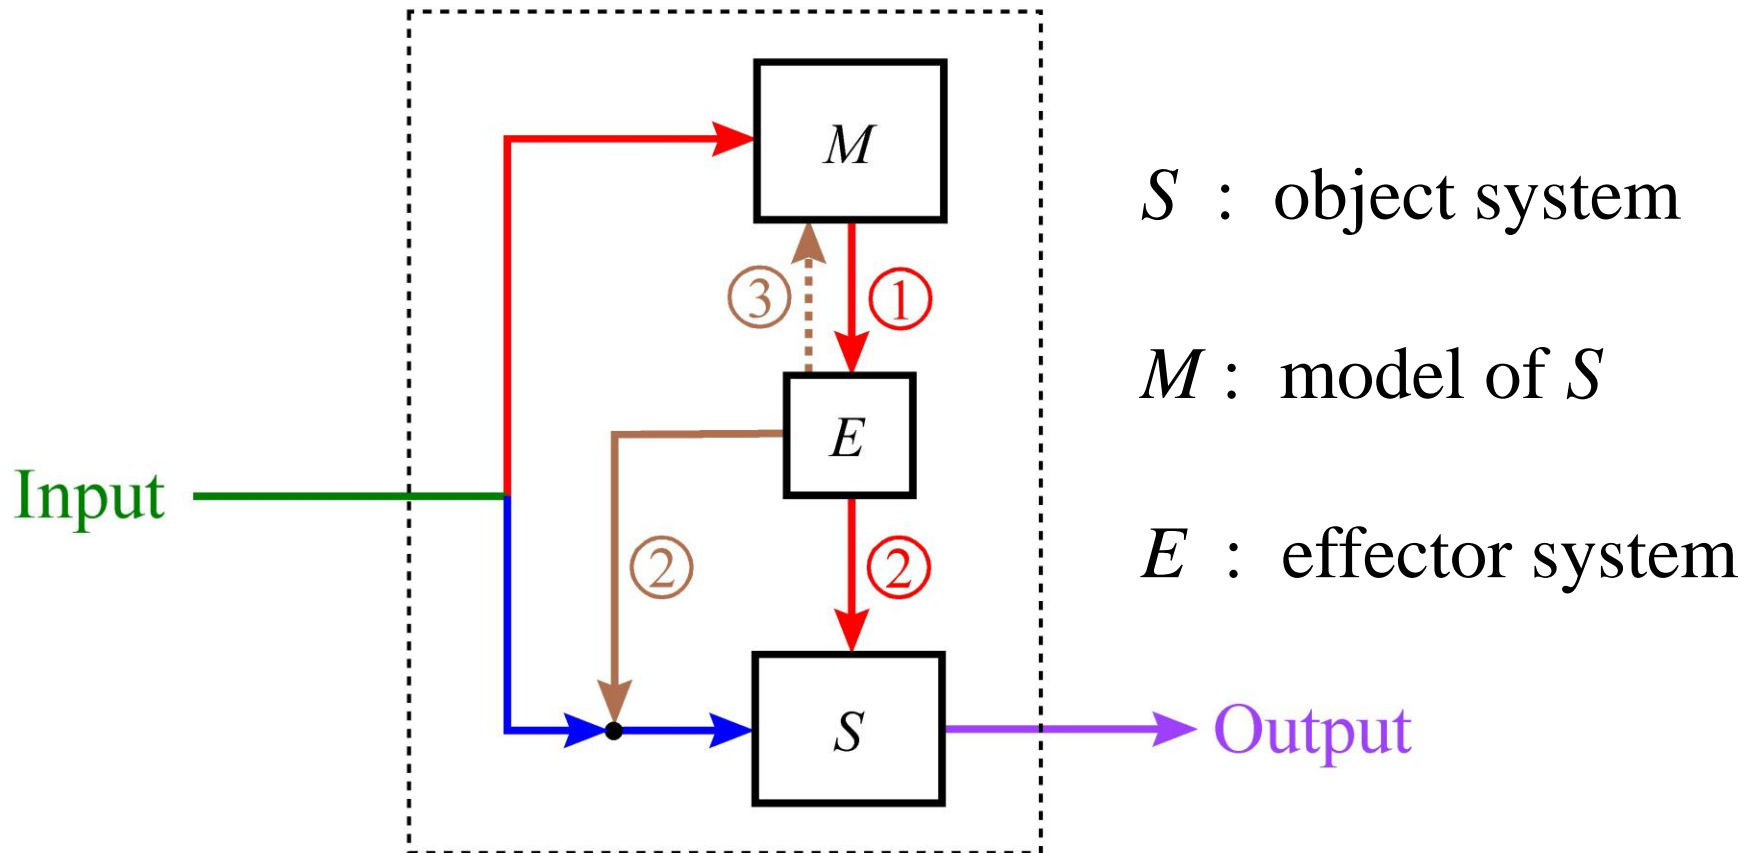 M
S : object system
③ ①
M : model of S
E
Input
② ②
E : effector system
S
Output